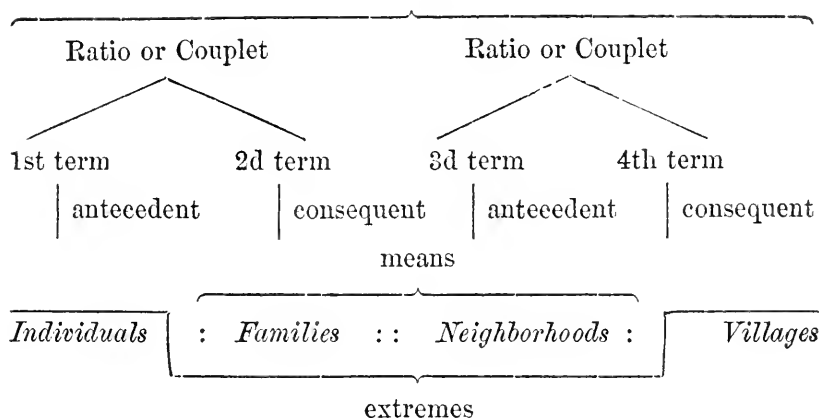 Ratio or Couplet Ratio or Couplet
1st term 2d term 3d term 4th term
antecedent consequent antecedent consequent
means
Individuals : Families :: Neighborhoods : Villages
extremes